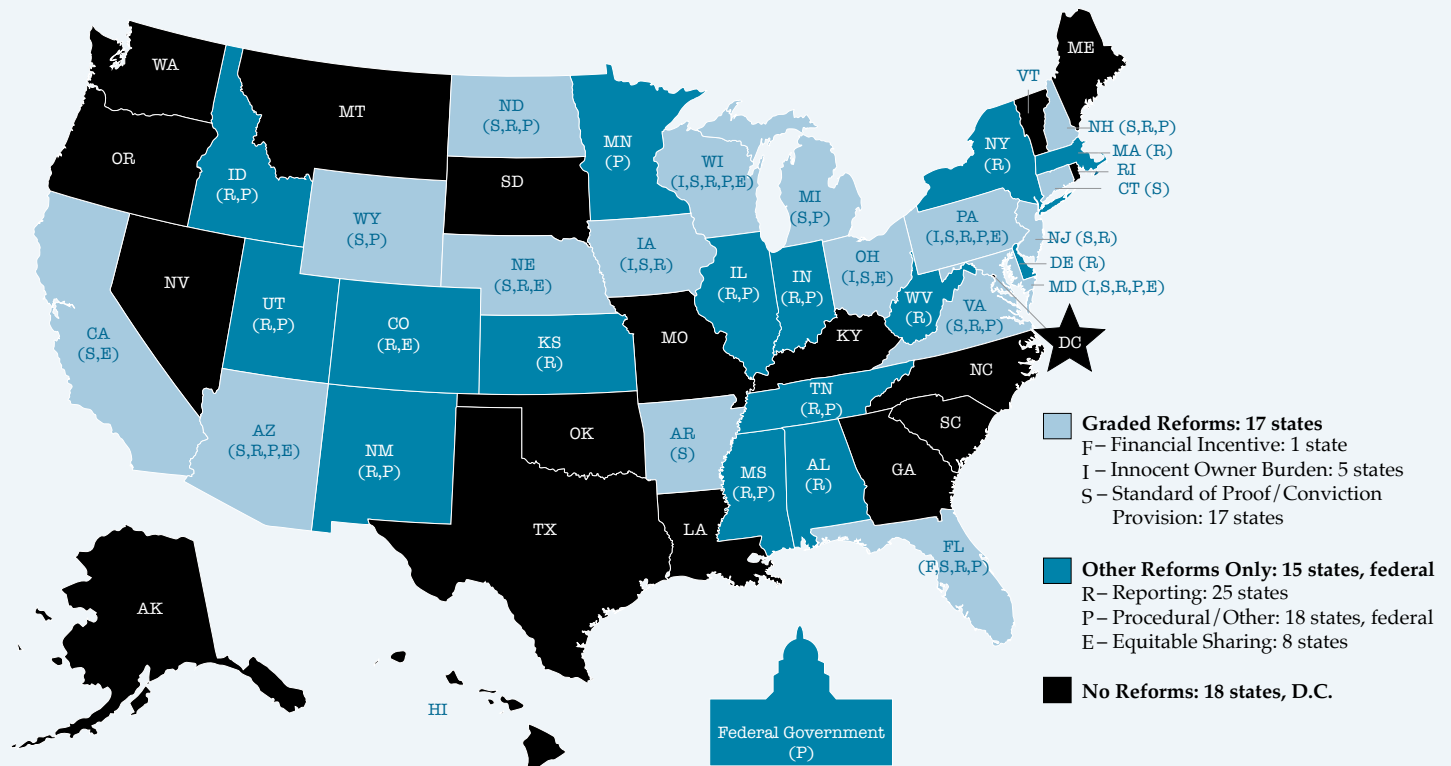 WA
OR
CA
(S,E)
NV
ID
(R,P)
MT
WY
(S,P)
UT
(R,P)
AZ
(S,R,P,E)
CO
(R,E)
NM
(R,P)
ND
(S,R,P)
SD
NE
(S,R,E)
KS
(R)
OK
TX
MN
(P)
IA
(I,S,R)
MO
AR
(S)
LA
WI
(I,S,R,P,E)
IL
(R,P)
MI
(S,P)
IN
(R,P)
OH
(I,S,E)
KY
TN
(R,P)
MS
(R,P)
AL
(R)
GA
FL
(F,S,R,P)
SC
NC
VA
(S,R,P)
WV
(R)
PA
(I,S,R,P,E)
NY
(R)
VT
ME
NH (S,R,P)
MA (R)
RI
CT (S)
NJ (S,R)
DE (R)
MD (I,S,R,P,E)
DC
AK
HI
Federal Government
(P)
Graded Reforms: 17 states
F – Financial Incentive: 1 state
I – Innocent Owner Burden: 5 states
S – Standard of Proof/Conviction
Provision: 17 states
Other Reforms Only: 15 states, federal
R – Reporting: 25 states
P – Procedural/Other: 18 states, federal
E – Equitable Sharing: 8 states
No Reforms: 18 states, D.C.